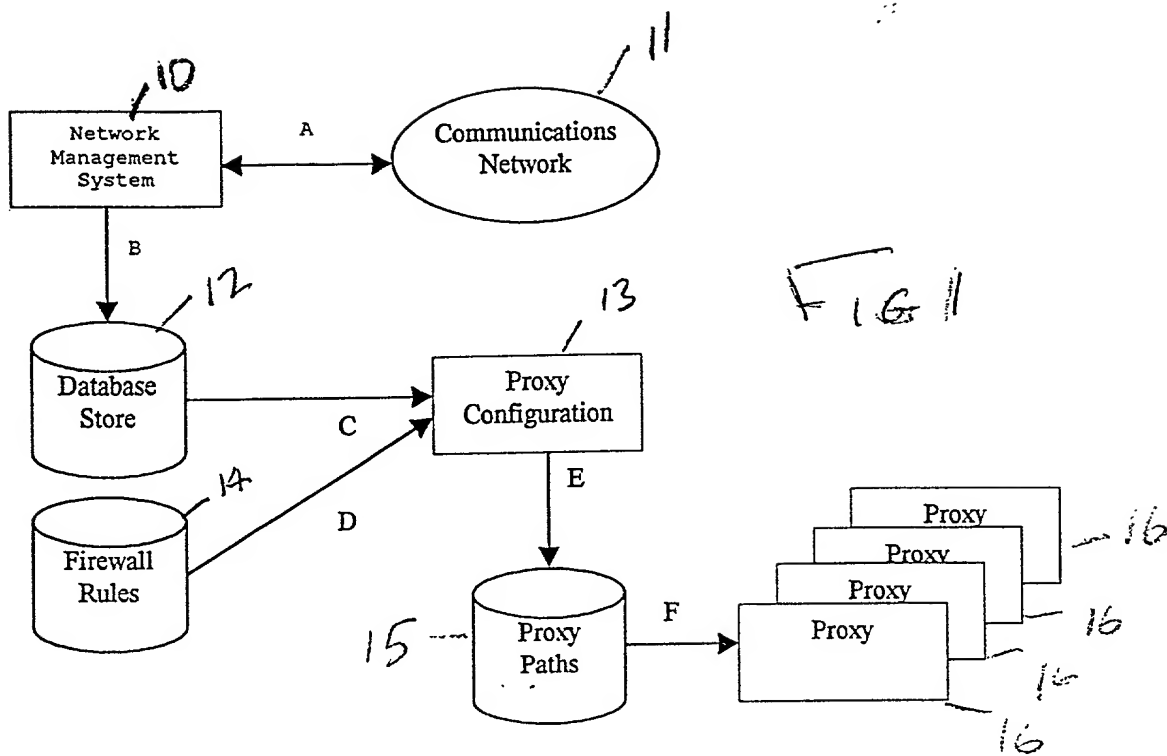 10
11
Network
Management
System
A
Communications
Network
B
12
13
FIG 1
Database
Store
C
Proxy
Configuration
14
D
E
Firewall
Rules
Proxy
16
Proxy
Proxy
16
Proxy
16
16
15
Proxy
Paths
F